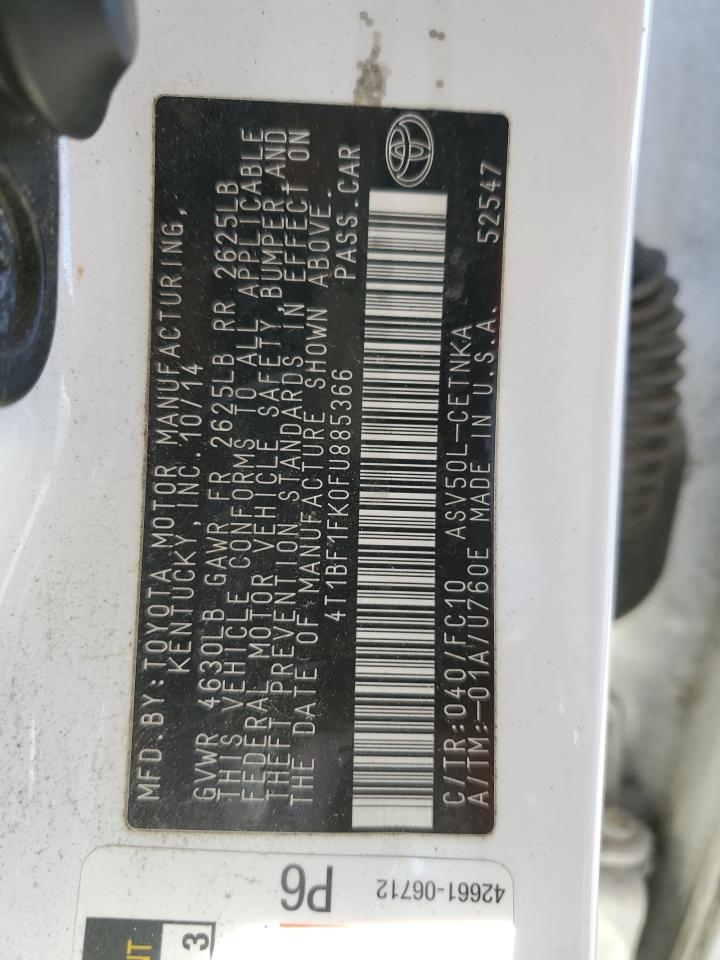 MFD. BY: TOYOTA MOTOR MANUFACTURING,
KENTUCKY, INC. 10/14
GVWR 4630LB GAWR FR 2625LB RR 2625LB
THIS VEHICLE CONFORMS TO ALL APPLICABLE
FEDERAL MOTOR VEHICLE SAFETY BUMPER AND
THEFT PREVENTION STANDARDS IN EFFECT ON
THE DATE OF MANUFACTURE SHOWN ABOVE.
4T1BF1FK0FU885366 PASS. CAR
C/TR: 040/FC10 ASV50L-CETNKA
A/TM: -01A/U760E MADE IN U.S.A. 52547
42661-06712
P6
3